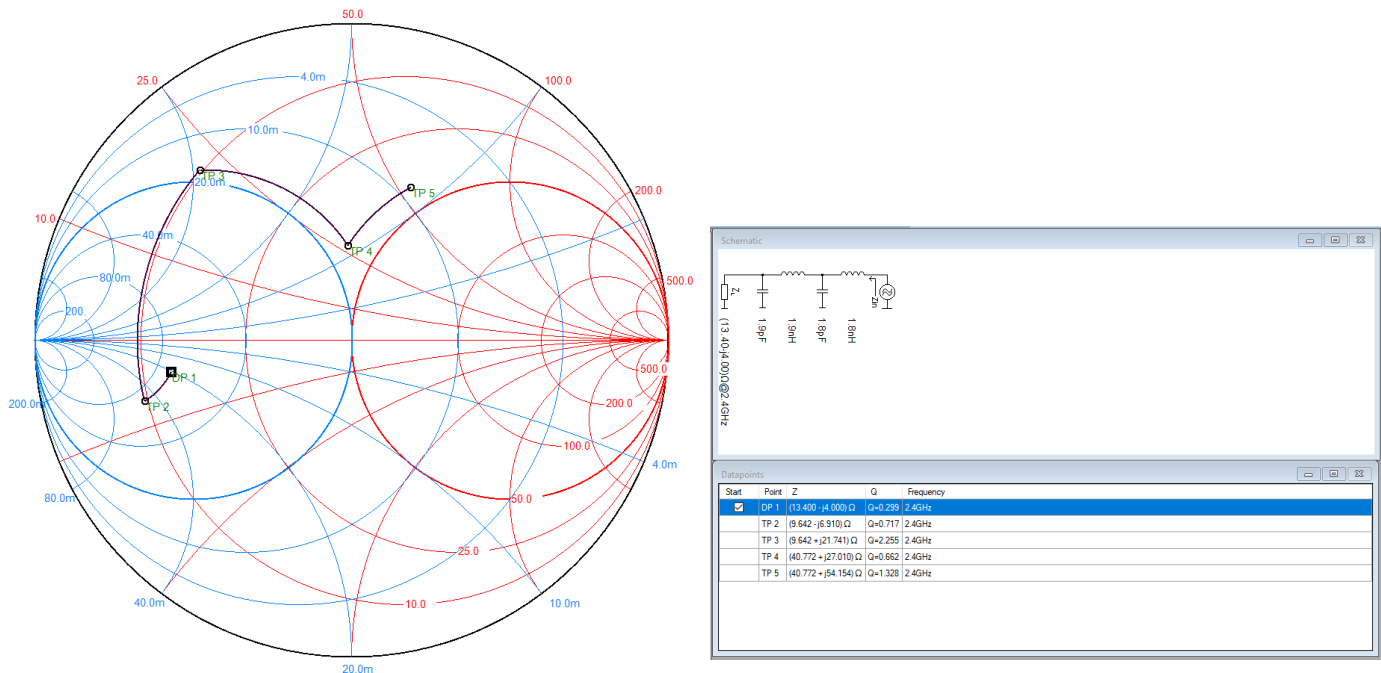 50.0
25.0
4.0m
100.0
10.0m
TP 3
20.0m
TP 5
200.0
10.0
40.0m
TP 4
80.0m
500.0
200.
DP 1
500.0
TP 2
200.0m
200.0
100.0
4.0m
80.0m
50.0
25.0
40.0m
10.0
10.0m
20.0m
Schematic
ZL
(13.40-j4.00)Ω@2.4GHz
1.9pF
1.9nH
1.8pF
1.8nH
Zin
Datapoints
Start Point Z Q Frequency
DP 1 (13.400 - j4.000) Ω Q=0.299 2.4GHz
TP 2 (9.642 - j6.910) Ω Q=0.717 2.4GHz
TP 3 (9.642 + j21.741) Ω Q=2.255 2.4GHz
TP 4 (40.772 + j27.010) Ω Q=0.662 2.4GHz
TP 5 (40.772 + j54.154) Ω Q=1.328 2.4GHz